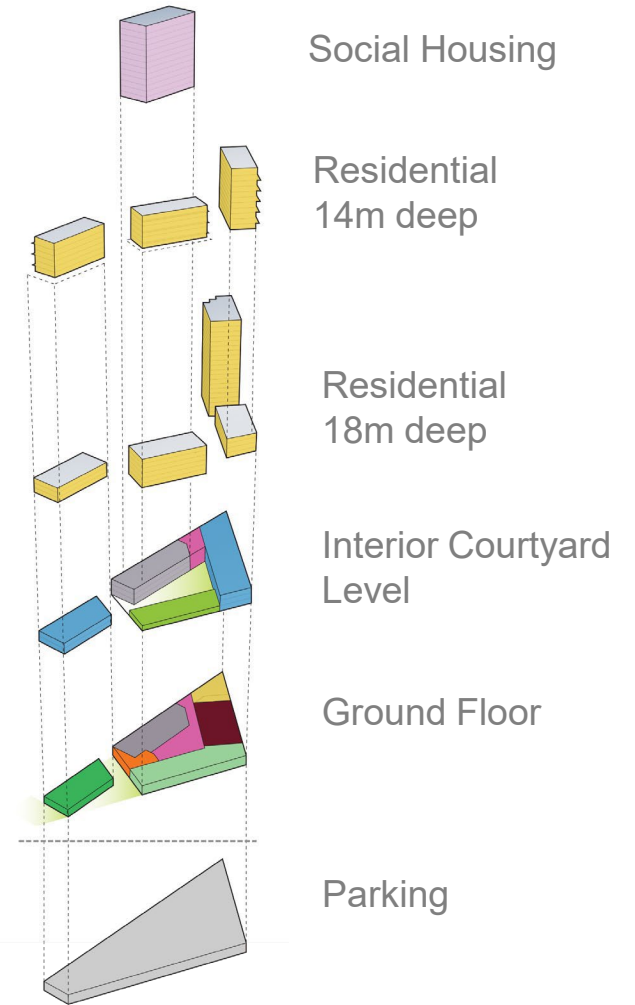 Social Housing
Residential
14m deep
Residential
18m deep
Interior Courtyard
Level
Ground Floor
Parking